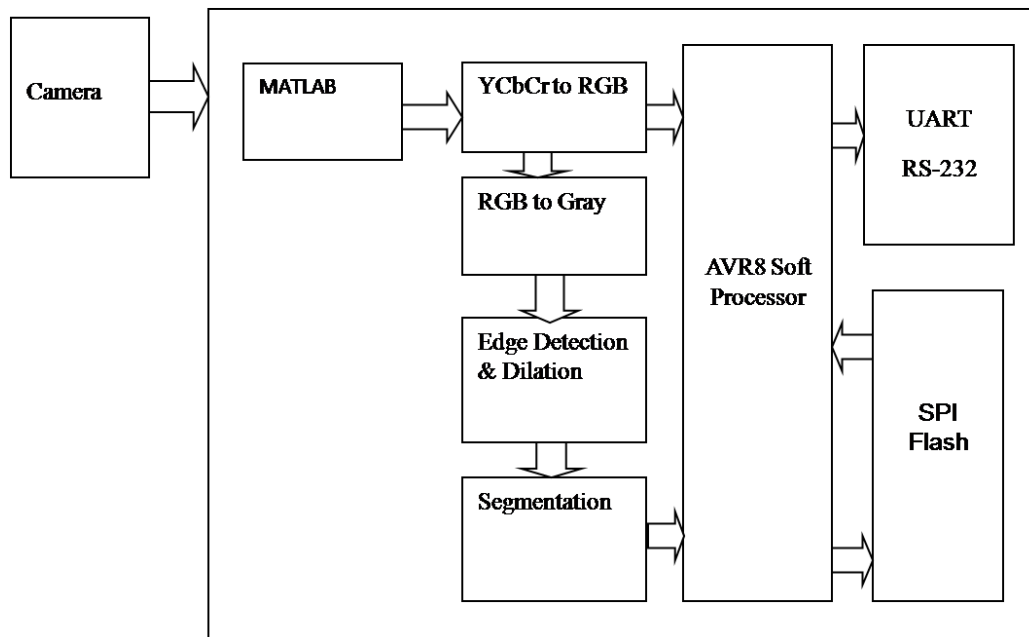 Camera
MATLAB
YCbCr to RGB
RGB to Gray
Edge Detection
& Dilation
Segmentation
AVR8 Soft
Processor
UART
RS-232
SPI
Flash